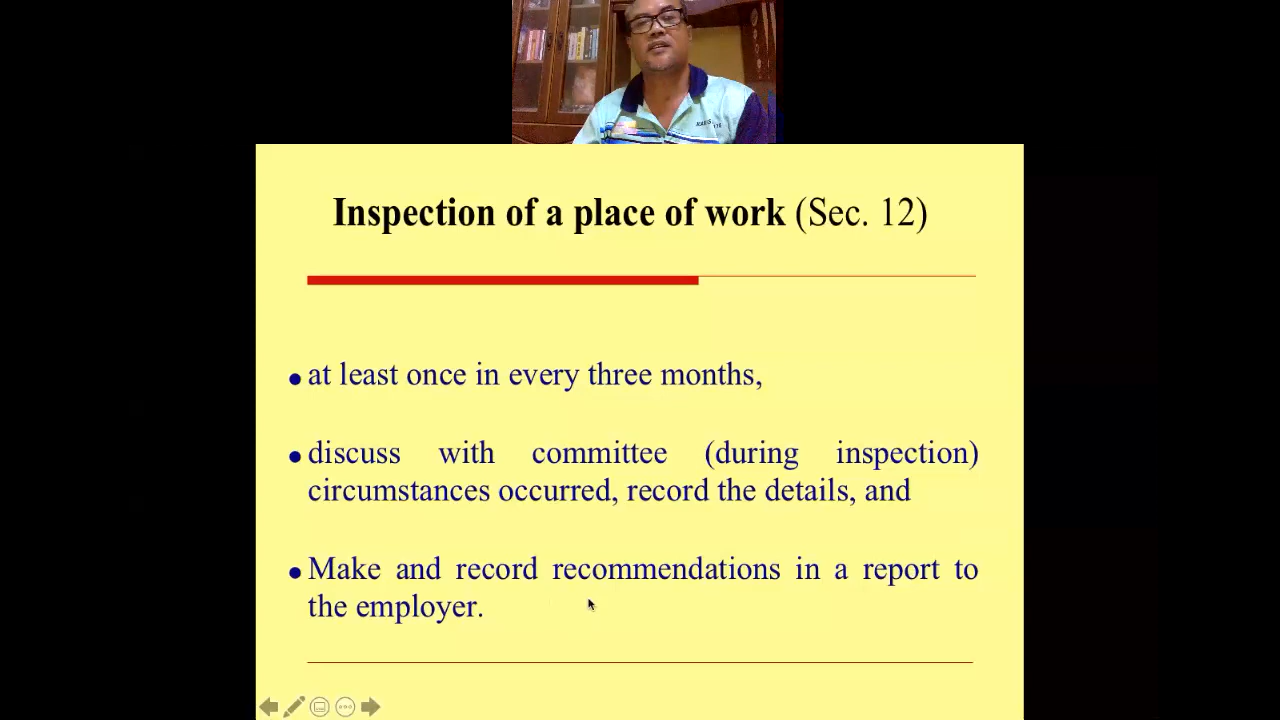 Inspection of a place of work (Sec. 12)
• at least once in every three months,
• discuss with committee (during inspection)
circumstances occurred, record the details, and
• Make and record recommendations in a report to
the employer.